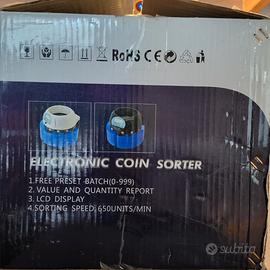 RoHS CE
ELECTRONIC COIN SORTER
1.FREE PRESET BATCH(0-999)
2. VALUE AND QUANTITY REPORT
3.LCD DISPLAY
4.SORTING SPEED: 650UNITS/MIN
subito